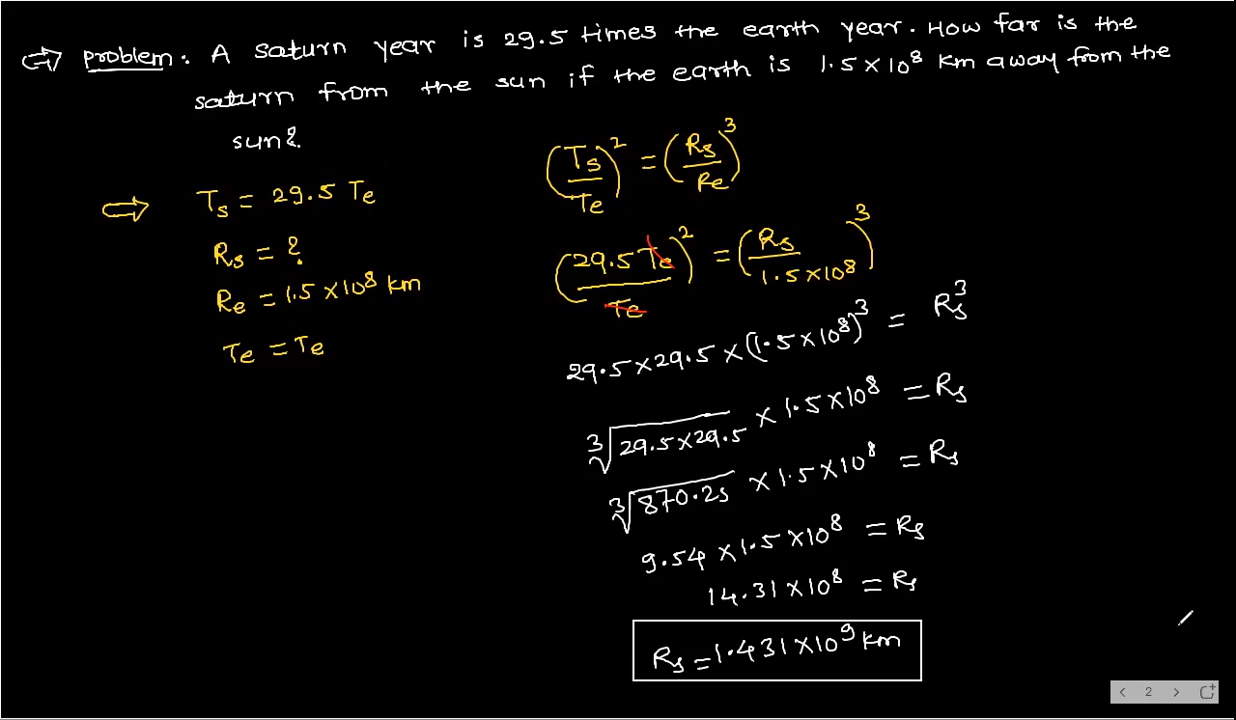 problem: A saturn year is 29.5 times the earth year. How far is the
saturn from the sun if the earth is 1.5×10⁸ km away from the
sun?
⇒ Ts = 29.5 Te
Rs = ?
Re = 1.5×10⁸ km
Te = Te
(Ts/Te)² = (Rs/Re)³
(29.5Te/Te)² = (Rs/1.5×10⁸)³
29.5×29.5×(1.5×10⁸)³ = Rs³
³√29.5×29.5 × 1.5×10⁸ = Rs
³√870.25 × 1.5×10⁸ = Rs
9.54×1.5×10⁸ = Rs
14.31×10⁸ = Rs
Rs = 1.431×10⁹ km
< 2 >